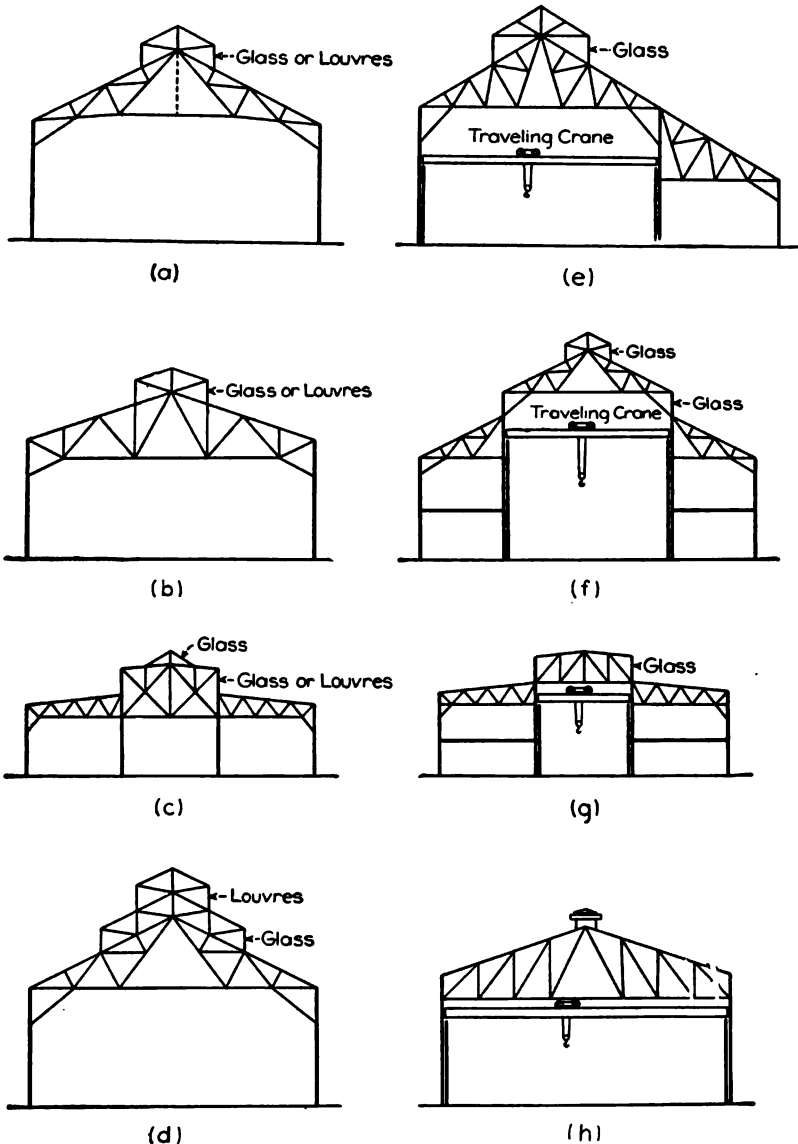 Glass or Louvres
(a)
Glass
Traveling Crane
(e)
Glass or Louvres
(b)
Glass
Glass
Traveling Crane
(f)
Glass
Glass or Louvres
(c)
Glass
(g)
Louvres
Glass
(d)
(h)